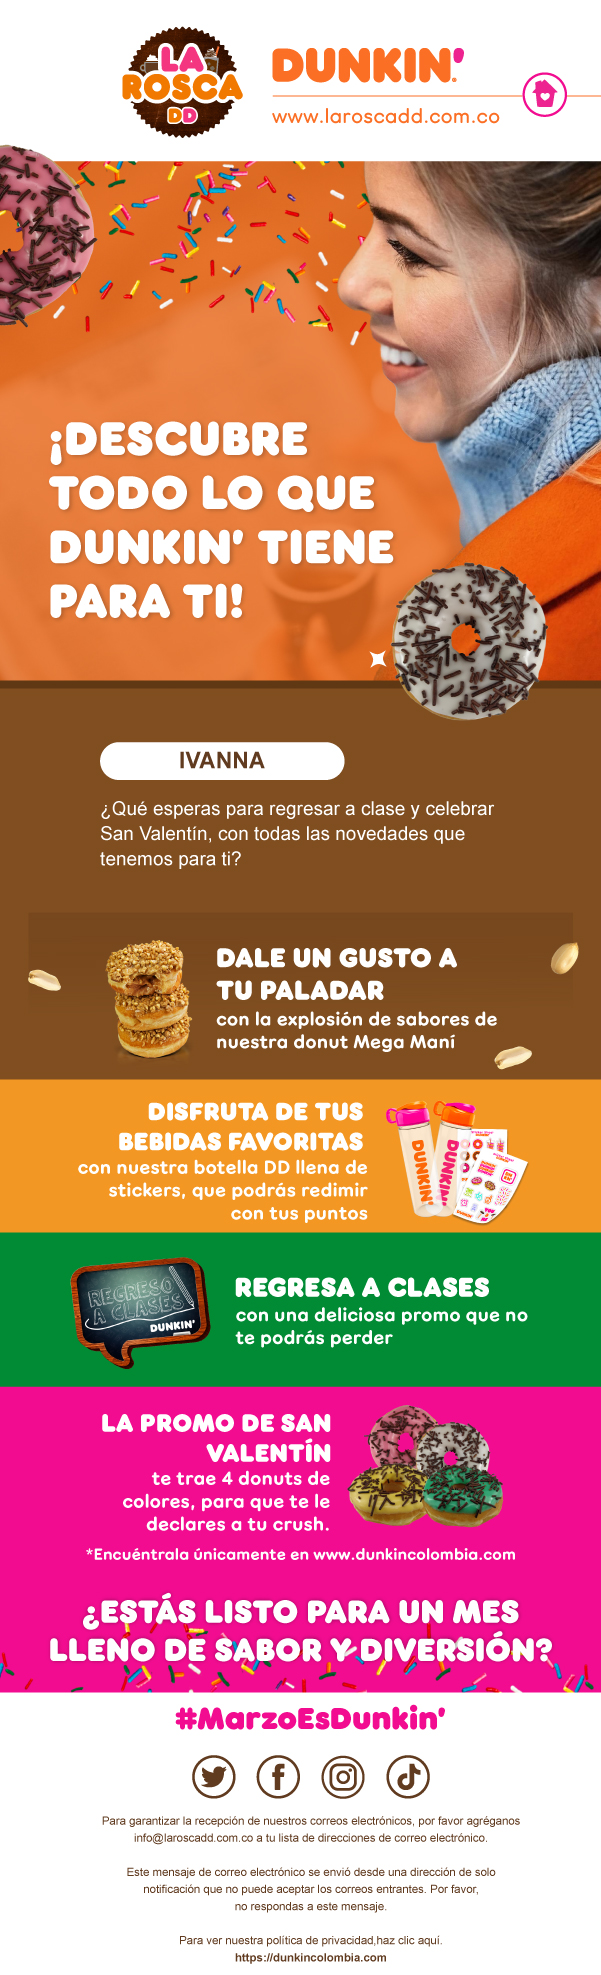 LA
ROSCA
DD
DUNKIN'
www.laroscadd.com.co
¡DESCUBRE
TODO LO QUE
DUNKIN' TIENE
PARA TI!
IVANNA
¿Qué esperas para regresar a clase y celebrar
San Valentín, con todas las novedades que
tenemos para ti?
DALE UN GUSTO A
TU PALADAR
con la explosión de sabores de
nuestra donut Mega Maní
DISFRUTA DE TUS
BEBIDAS FAVORITAS
con nuestra botella DD llena de
stickers, que podrás redimir
con tus puntos
DUNKIN'
DUNKIN'
REGRESO
A CLASES
DUNKIN'
REGRESA A CLASES
con una deliciosa promo que no
te podrás perder
LA PROMO DE SAN
VALENTÍN
te trae 4 donuts de
colores, para que te le
declares a tu crush.
*Encuéntrala únicamente en www.dunkincolombia.com
¿ESTÁS LISTO PARA UN MES
LLENO DE SABOR Y DIVERSIÓN?
#MarzoEsDunkin'
Para garantizar la recepción de nuestros correos electrónicos, por favor agréganos
info@laroscadd.com.co a tu lista de direcciones de correo electrónico.
Este mensaje de correo electrónico se envió desde una dirección de solo
notificación que no puede aceptar los correos entrantes. Por favor,
no respondas a este mensaje.
Para ver nuestra política de privacidad,haz clic aquí.
https://dunkincolombia.com